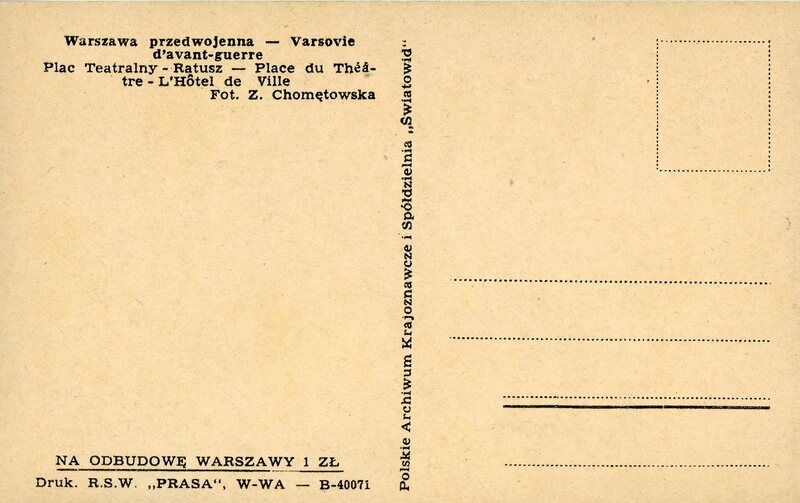 Warszawa przedwojenna — Varsovie
d'avant-guerre
Plac Teatralny - Ratusz — Place du Théâ-
tre - L'Hôtel de Ville
Fot. Z. Chomętowska
Polskie Archiwum Krajoznawcze i Spółdzielnia „Światowid"
NA ODBUDOWĘ WARSZAWY 1 ZŁ
Druk. R.S.W. „PRASA", W-WA — B-40071